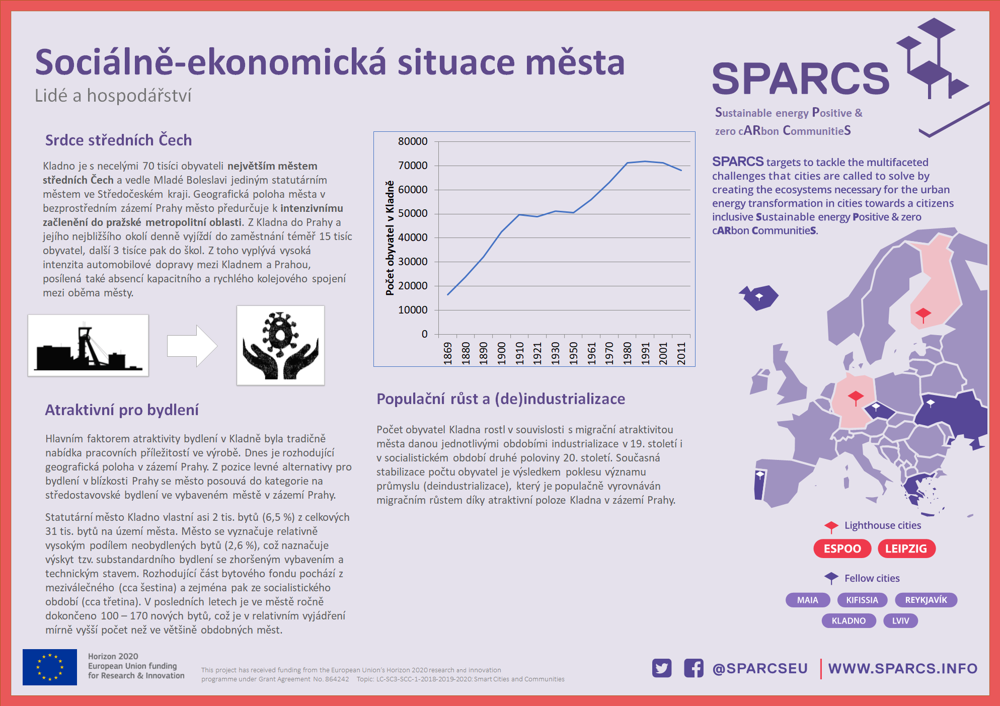 Sociálně-ekonomická situace města
Lidé a hospodářství
Srdce středních Čech
Kladno je s necelými 70 tisíci obyvateli největším městem
středních Čech a vedle Mladé Boleslavi jediným statutárním
městem ve Středočeském kraji. Geografická poloha města v
bezprostředním zázemí Prahy město předurčuje k intenzivnímu
začlenění do pražské metropolitní oblasti. Z Kladna do Prahy a
jejího nejbližšího okolí denně vyjíždí do zaměstnání téměř 15 tisíc
obyvatel, další 3 tisíce pak do škol. Z toho vyplývá vysoká
intenzita automobilové dopravy mezi Kladnem a Prahou,
posílená také absencí kapacitního a rychlého kolejového spojení
mezi oběma městy.
Atraktivní pro bydlení
Hlavním faktorem atraktivity bydlení v Kladně byla tradičně
nabídka pracovních příležitostí ve výrobě. Dnes je rozhodující
geografická poloha v zázemí Prahy. Z pozice levné alternativy pro
bydlení v blízkosti Prahy se město posouvá do kategorie na
středostavovské bydlení ve vybaveném městě v zázemí Prahy.
Statutární město Kladno vlastní asi 2 tis. bytů (6,5 %) z celkových
31 tis. bytů na území města. Město se vyznačuje relativně
vysokým podílem neobydlených bytů (2,6 %), což naznačuje
výskyt tzv. substandardního bydlení se zhoršeným vybavením a
technickým stavem. Rozhodující část bytového fondu pochází z
meziválečného (cca šestina) a zejména pak ze socialistického
období (cca třetina). V posledních letech je ve městě ročně
dokončeno 100 – 170 nových bytů, což je v relativním vyjádření
mírně vyšší počet než ve většině obdobných měst.
Počet obyvatel v Kladně
80000
70000
60000
50000
40000
30000
20000
10000
0
1869 1880 1890 1900 1910 1921 1930 1950 1961 1970 1980 1991 2001 2011
Populační růst a (de)industrializace
Počet obyvatel Kladna rostl v souvislosti s migrační atraktivitou
města danou jednotlivými obdobími industrializace v 19. století i
v socialistickém období druhé poloviny 20. století. Současná
stabilizace počtu obyvatel je výsledkem poklesu významu
průmyslu (deindustrializace), který je populačně vyrovnáván
migračním růstem díky atraktivní poloze Kladna v zázemí Prahy.
SPARCS
Sustainable energy Positive &
zero cARbon CommunitieS
SPARCS targets to tackle the multifaceted
challenges that cities are called to solve by
creating the ecosystems necessary for the urban
energy transformation in cities towards a citizens
inclusive Sustainable energy Positive & zero
cARbon CommunitieS.
Lighthouse cities
ESPOO LEIPZIG
Fellow cities
MAIA KIFISSIA REYKJAVÍK
KLADNO LVIV
Horizon 2020
European Union funding
for Research & Innovation
This project has received funding from the European Union's Horizon 2020 research and innovation
programme under Grant Agreement No. 864242 Topic: LC-SC3-SCC-1-2018-2019-2020: Smart Cities and Communities
@SPARCSEU WWW.SPARCS.INFO